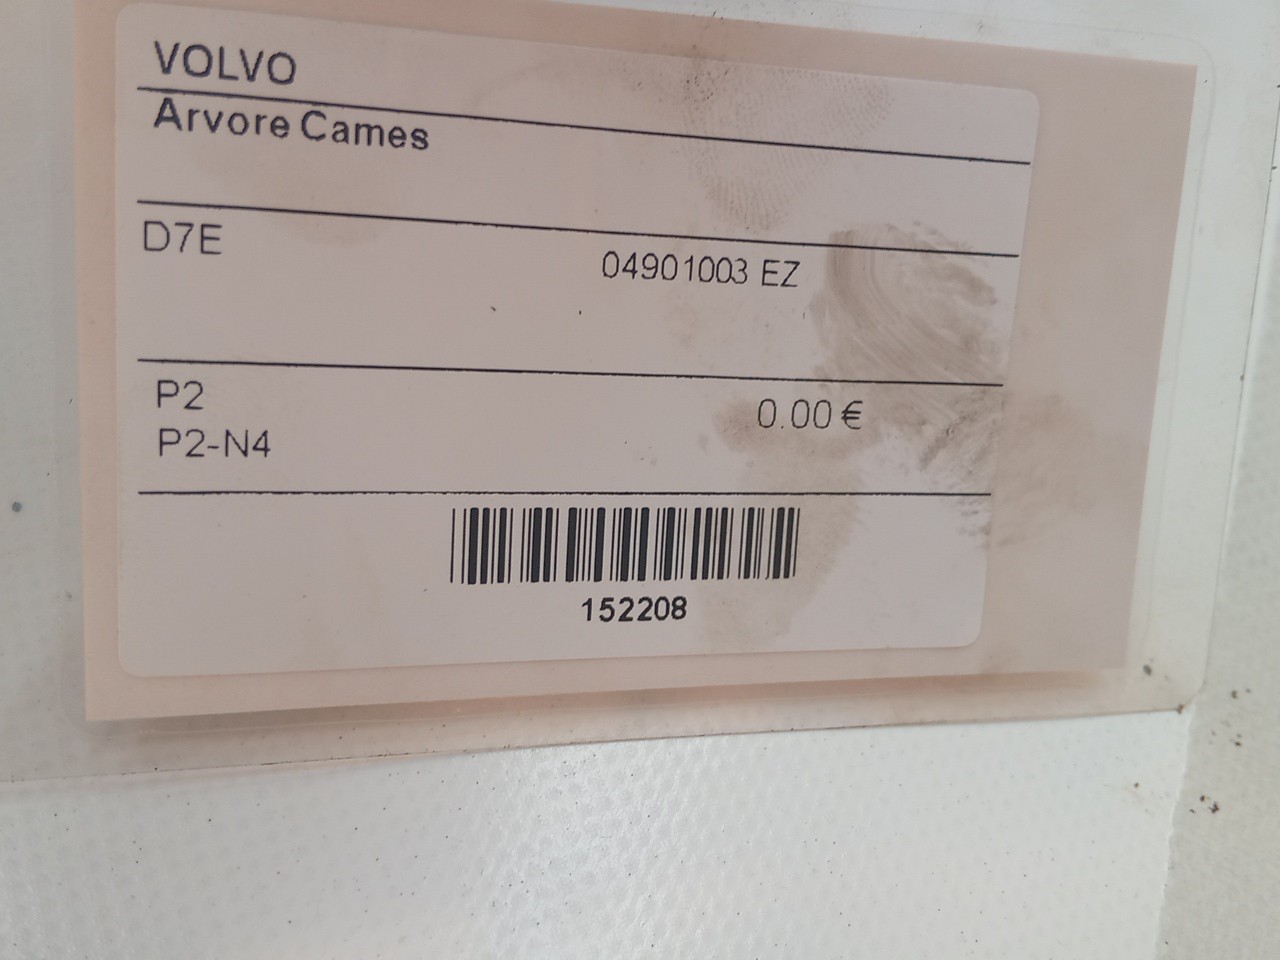 VOLVO
Arvore Cames
D7E
04901003 EZ
P2
0.00 €
P2-N4
152208